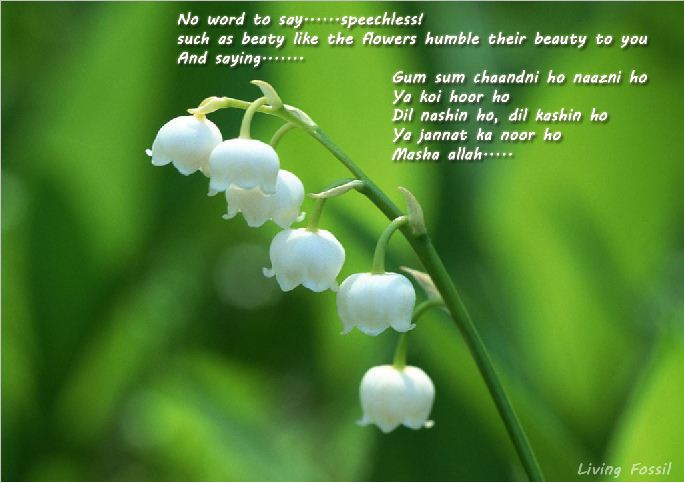 No word to say......speechless!
such as beaty like the flowers humble their beauty to you
And saying.......
Gum sum chaandni ho naazni ho
Ya koi hoor ho
Dil nashin ho, dil kashin ho
Ya jannat ka noor ho
Masha allah.....
Living Fossil